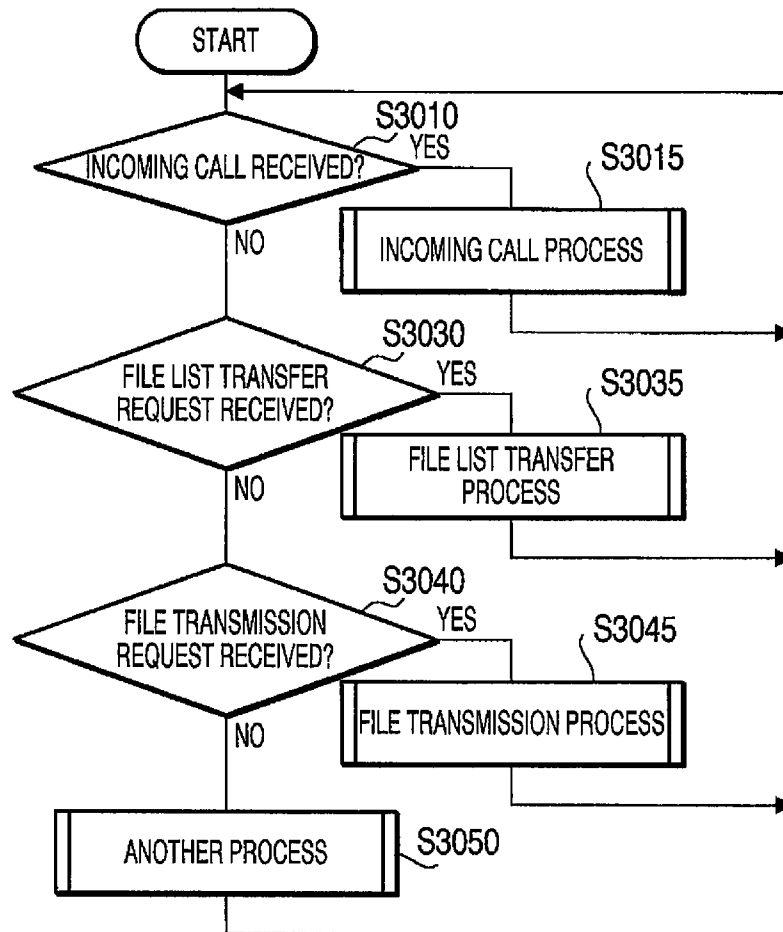 START
S3010
INCOMING CALL RECEIVED?
YES
S3015
INCOMING CALL PROCESS
NO
S3030
FILE LIST TRANSFER
REQUEST RECEIVED?
YES
S3035
FILE LIST TRANSFER
PROCESS
NO
S3040
FILE TRANSMISSION
REQUEST RECEIVED?
YES
S3045
FILE TRANSMISSION PROCESS
NO
ANOTHER PROCESS
S3050